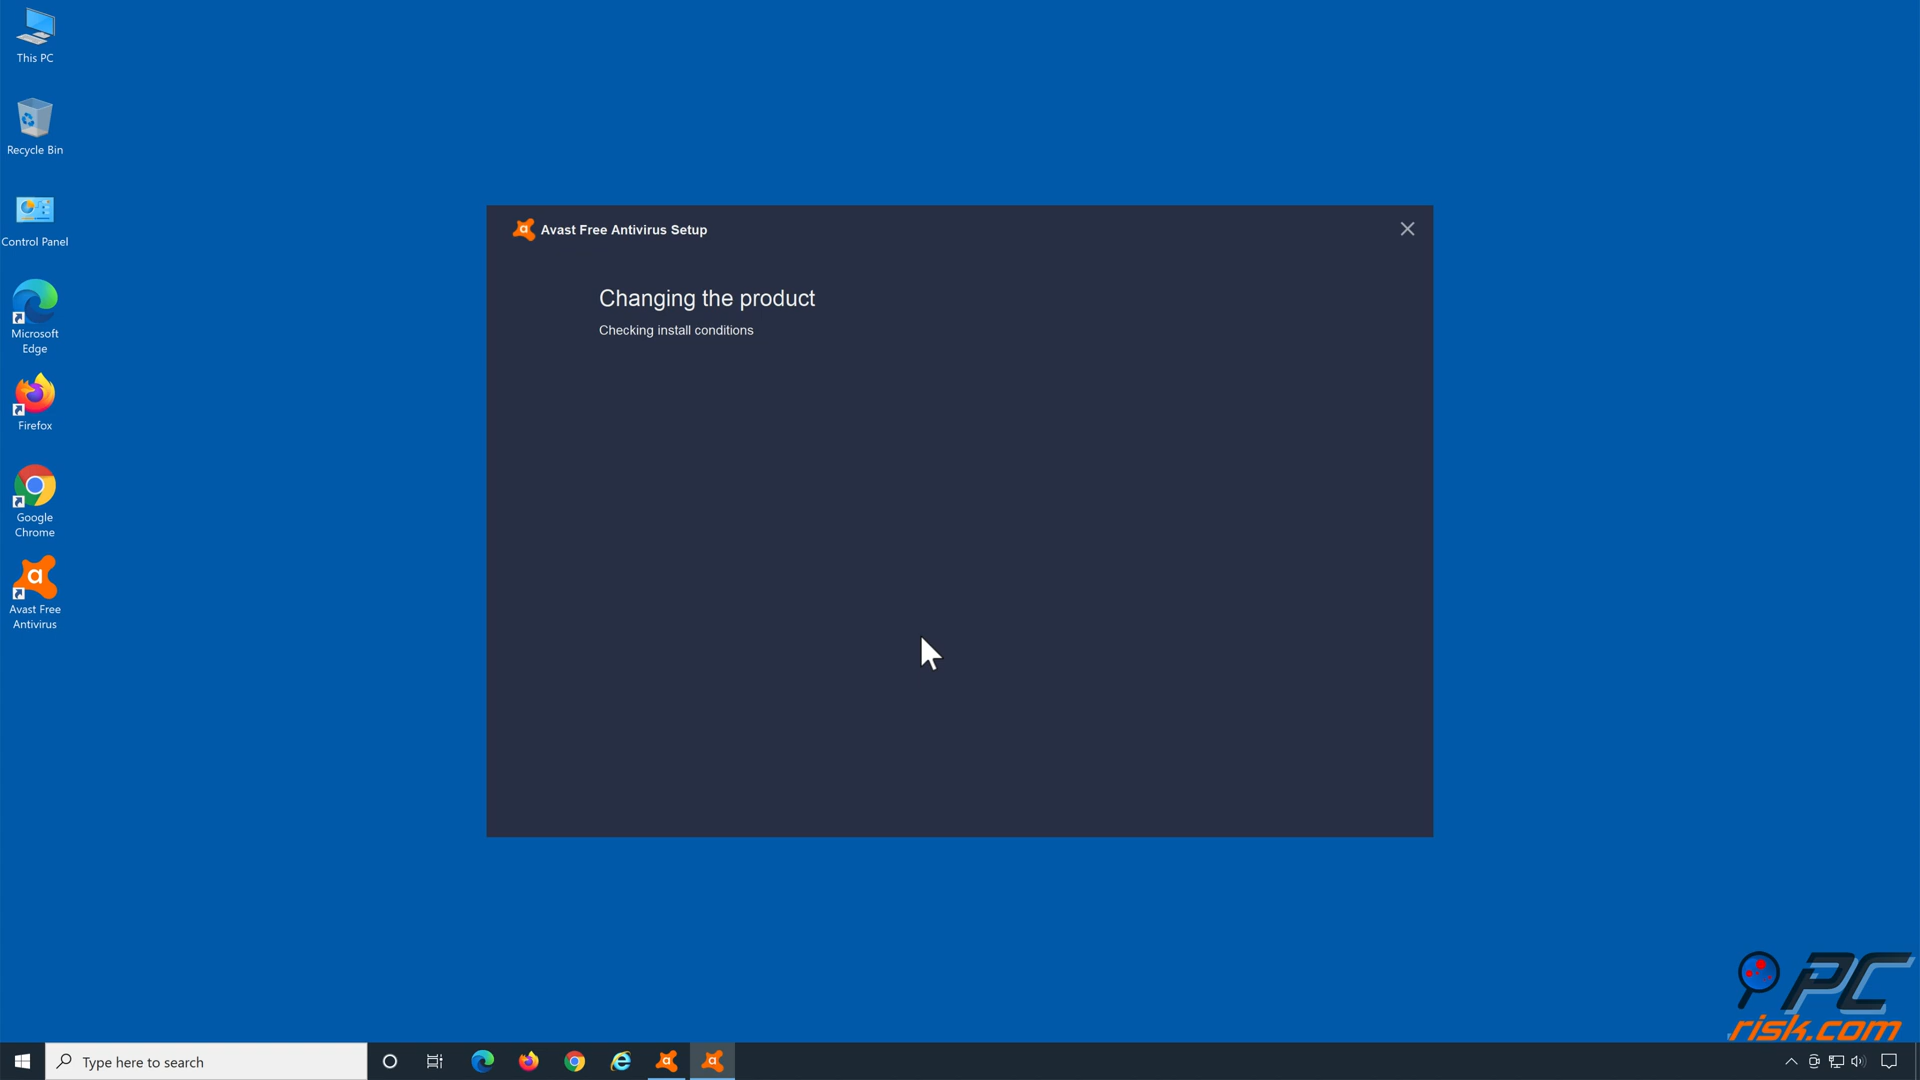 This PC
Recycle Bin
Control Panel
Microsoft
Edge
Firefox
Google
Chrome
a
Avast Free
Antivirus
a Avast Free Antivirus Setup
Changing the product
Checking install conditions
PC
risk.com
Type here to search